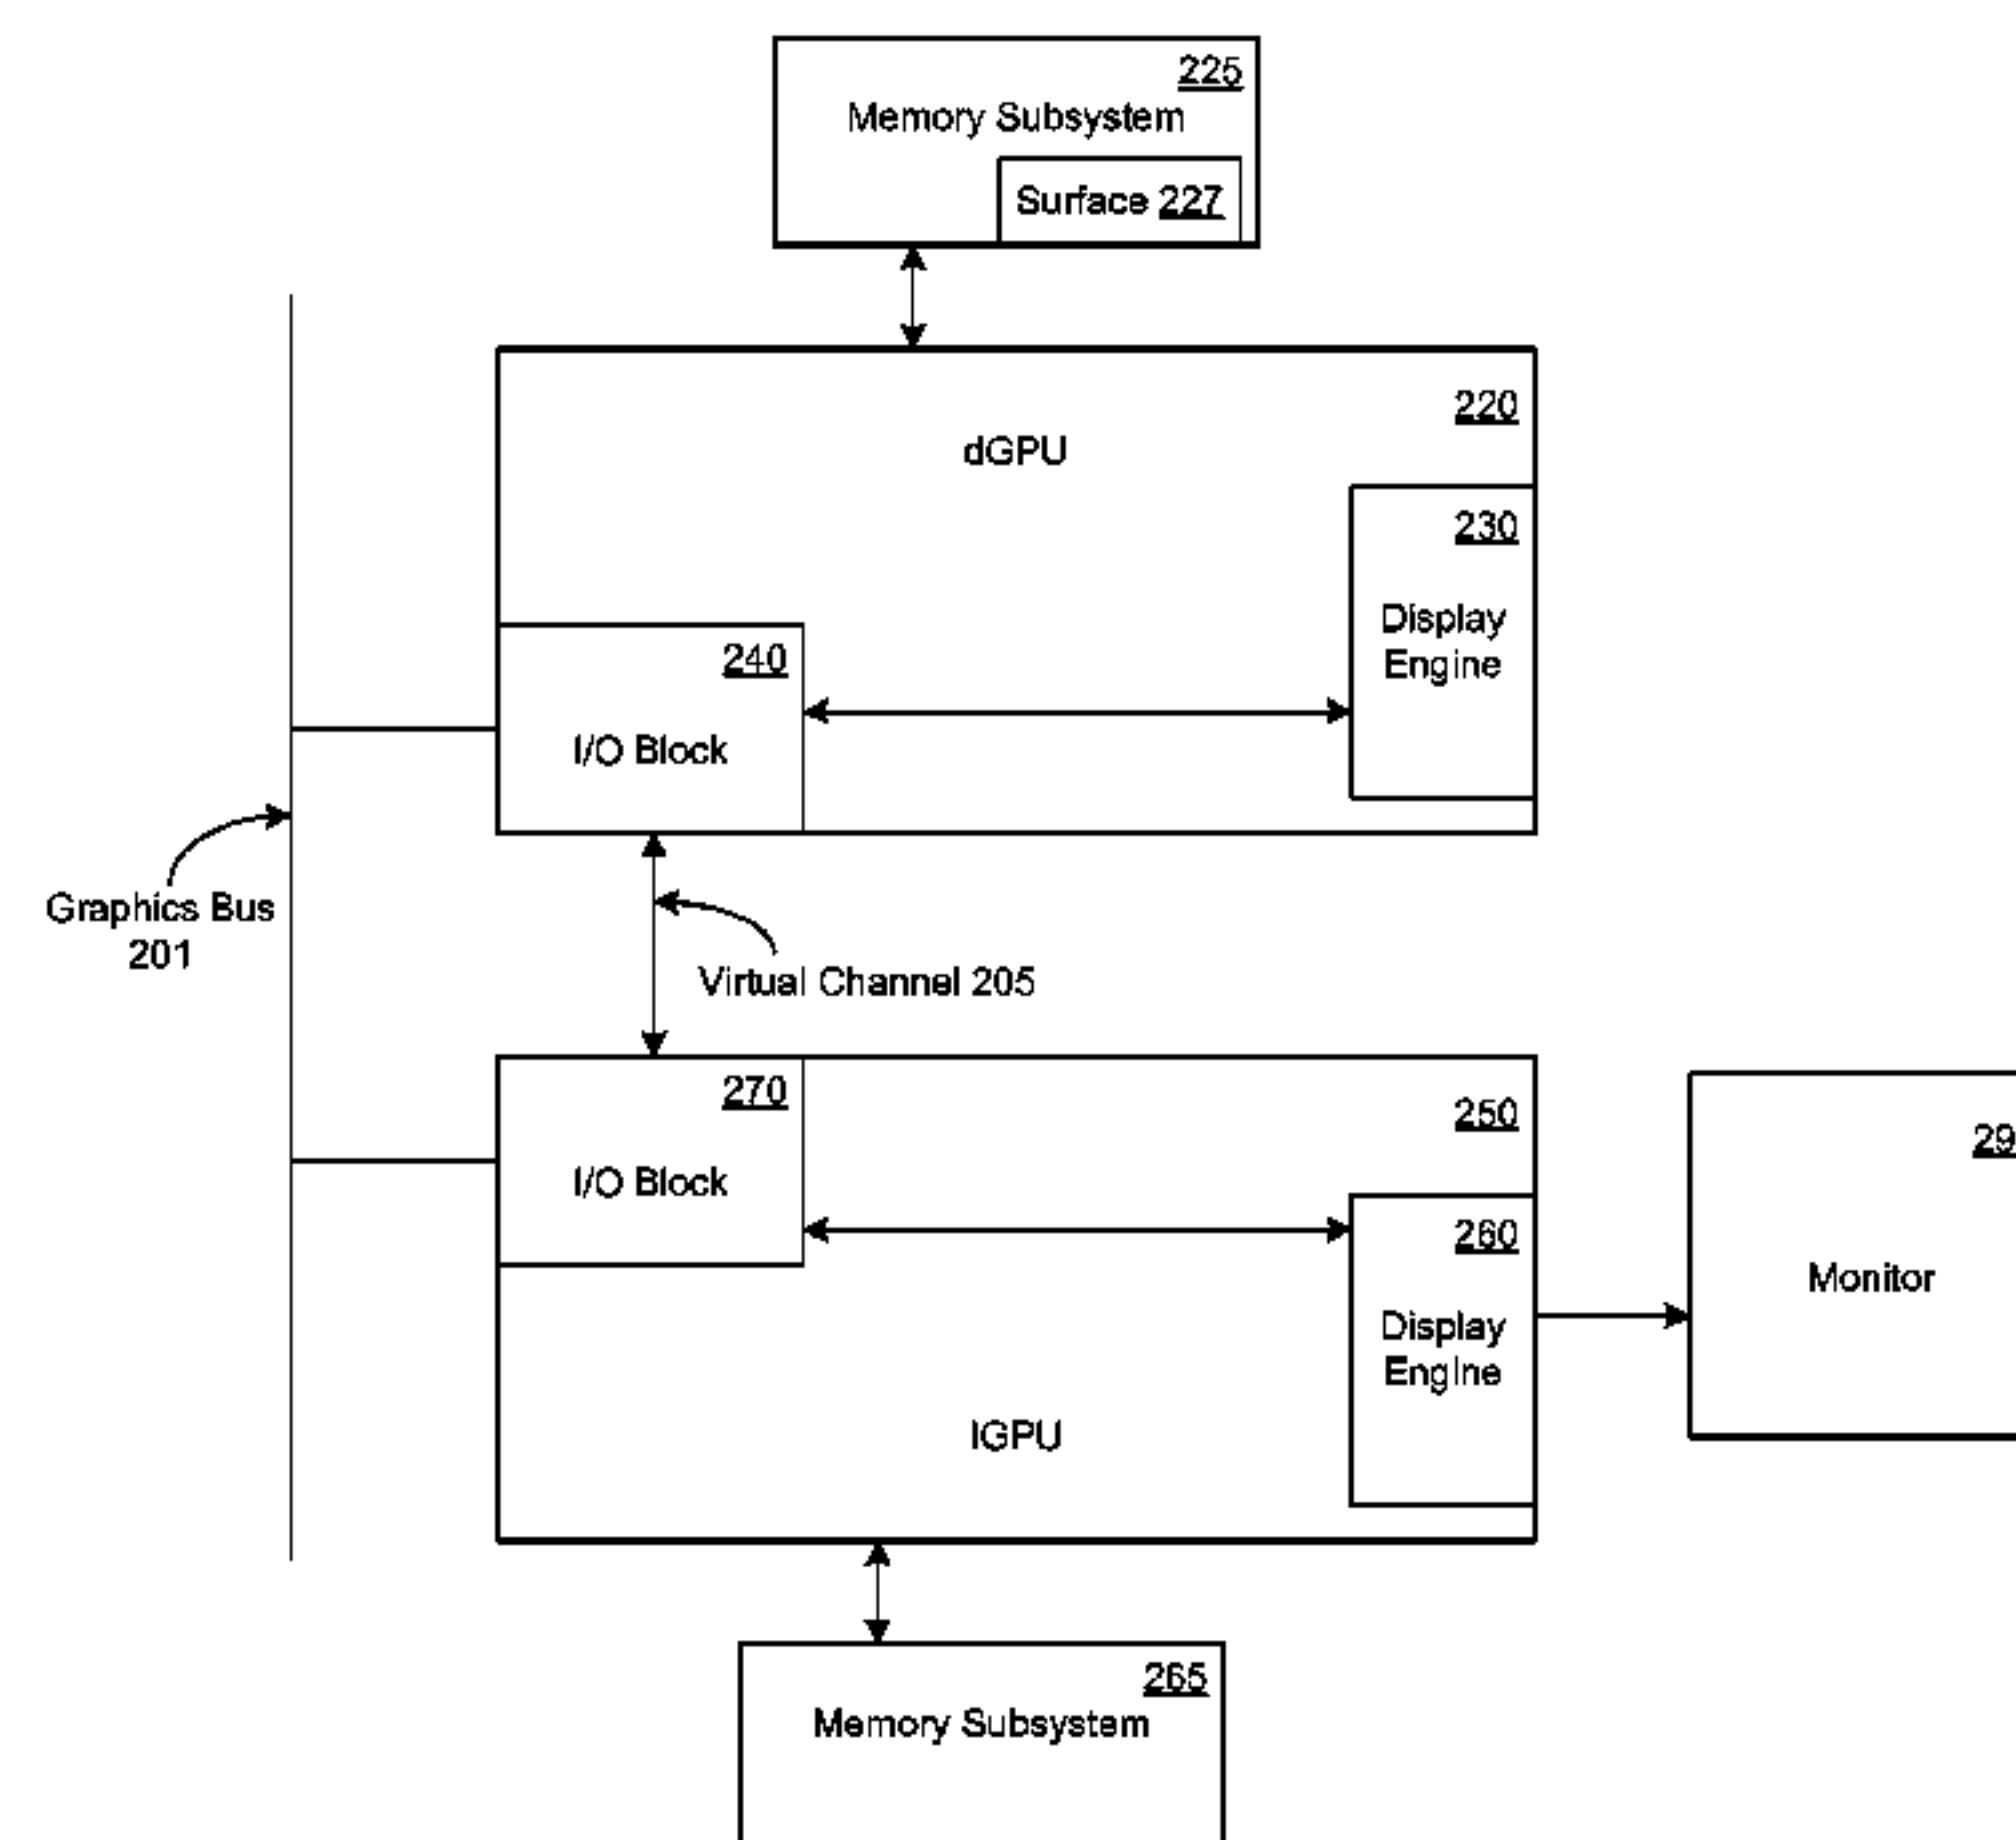 225
Memory Subsystem
Surface 227
220
dGPU
230
Display
Engine
240
I/O Block
Graphics Bus
201
Virtual Channel 205
270
I/O Block
250
260
Display
Engine
IGPU
29
Monitor
265
Memory Subsystem